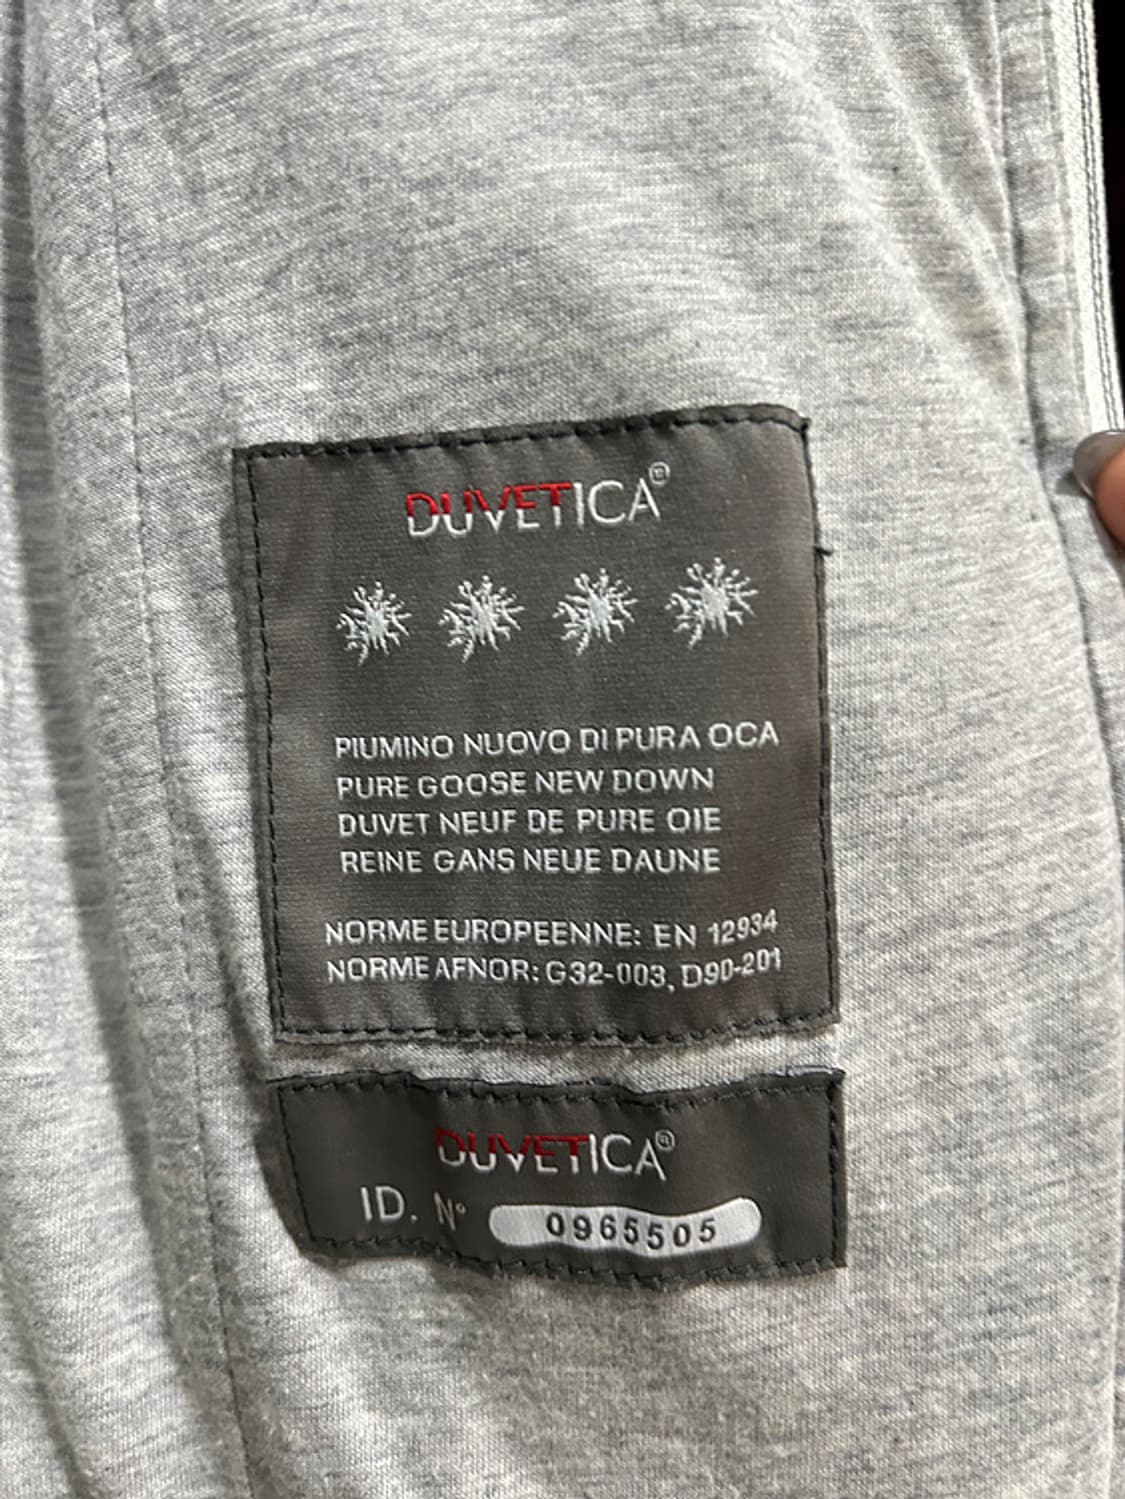 DUVETICA®
PIUMINO NUOVO DI PURA OCA
PURE GOOSE NEW DOWN
DUVET NEUF DE PURE OIE
REINE GANS NEUE DAUNE
NORME EUROPEENNE: EN 12934
NORME AFNOR: G32-003, D90-201
DUVETICA®
ID. N° 0965505